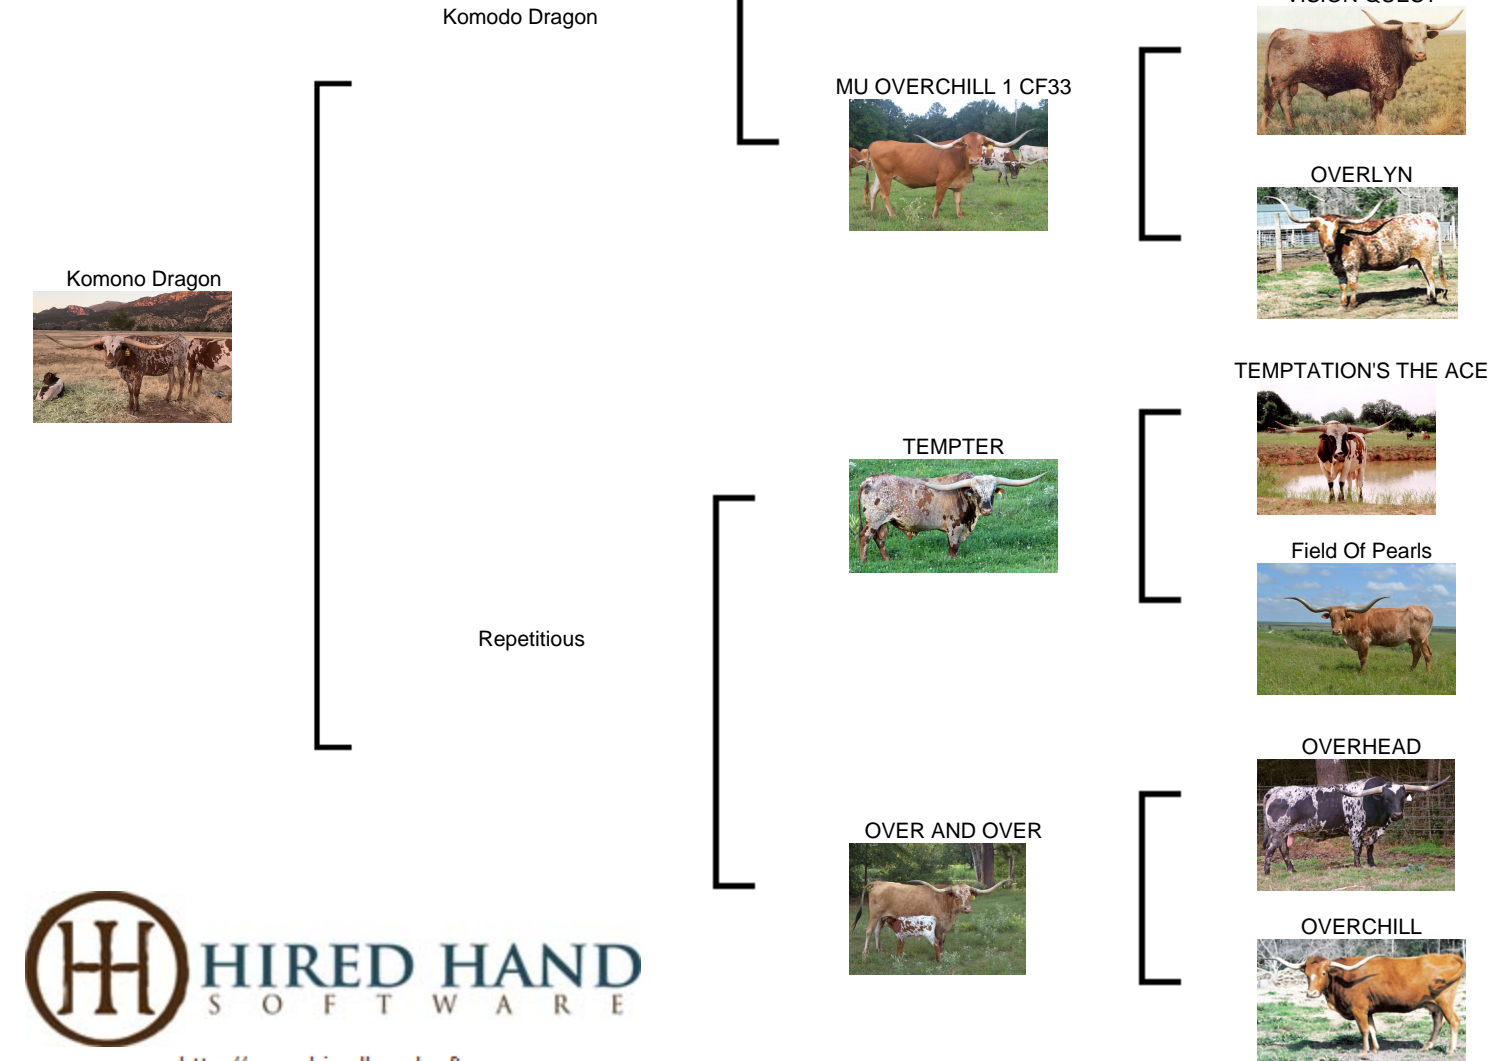 Komodo Dragon
MU OVERCHILL 1 CF33
OVERLYN
Komono Dragon
TEMPTATION'S THE ACE
TEMPTER
Field Of Pearls
Repetitious
OVERHEAD
OVER AND OVER
OVERCHILL
HIRED HAND
SOFTWARE